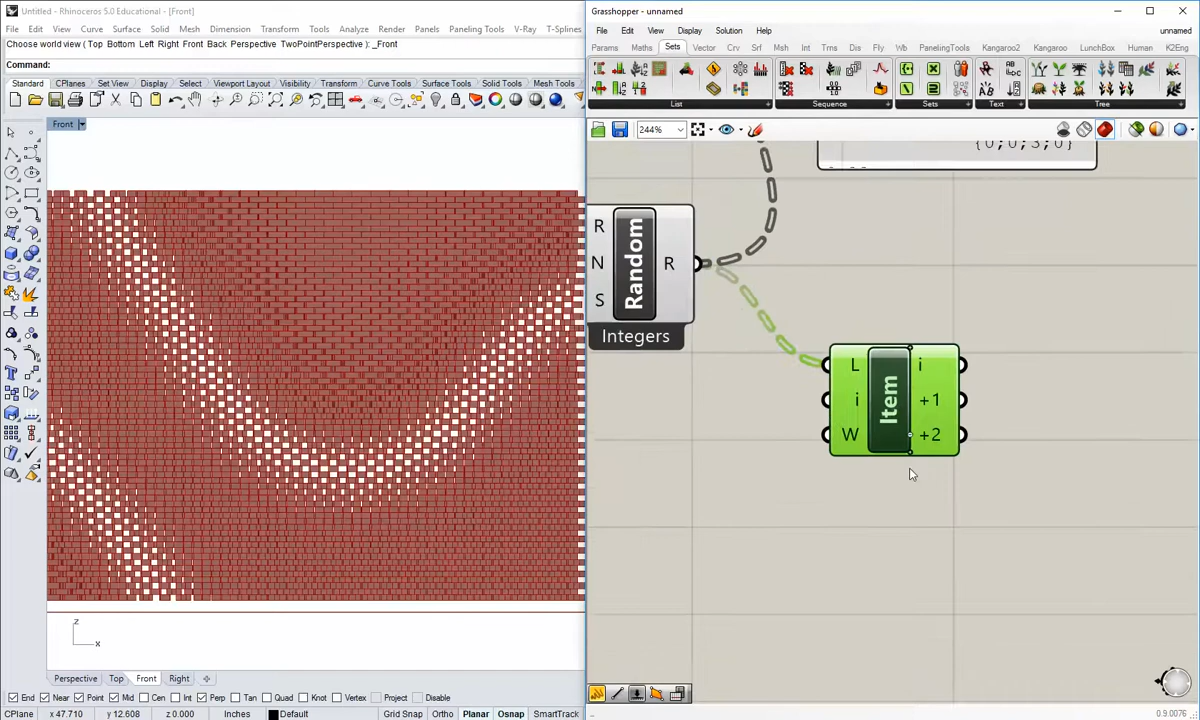 Untitled - Rhinoceros 5.0 Educational - [Front]
File Edit View Curve Surface Solid Mesh Dimension Transform Tools Analyze Render Panels Paneling Tools V-Ray T-Splines
Choose world view ( Top Bottom Left Right Front Back Perspective TwoPointPerspective ): _Front
Command:
Standard CPlanes Set View Display Select Viewport Layout Visibility Transform Curve Tools Surface Tools Solid Tools Mesh Tools
Front
z
x
Perspective Top Front Right
End Near Point Mid Cen Int Perp Tan Quad Knot Vertex Project Disable
CPlane x 47.710 y 12.608 z 0.000 Inches Default Grid Snap Ortho Planar Osnap SmartTrack
Grasshopper - unnamed
File Edit View Display Solution Help unnamed
Params Maths Sets Vector Crv Srf Msh Int Trns Dis Fly Wb PanelingTools Kangaroo2 Kangaroo LunchBox Human K2Eng
List Sequence Sets Text Tree
244%
{0;0;3;0}
R
N
S
Random
R
Integers
L
i
W
Item
i
+1
+2
0.9.0076